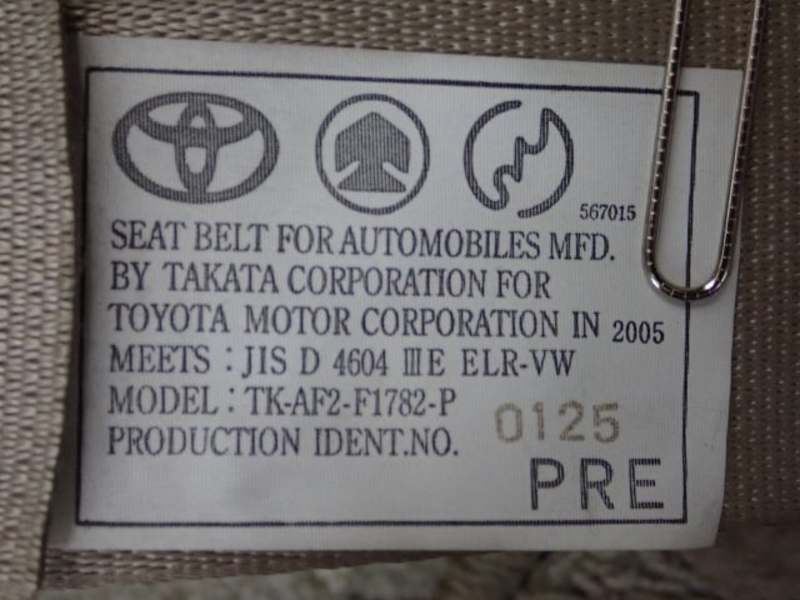 567015
SEAT BELT FOR AUTOMOBILES MFD.
BY TAKATA CORPORATION FOR
TOYOTA MOTOR CORPORATION IN 2005
MEETS : JIS D 4604 ⅢE ELR-VW
MODEL : TK-AF2-F1782-P
PRODUCTION IDENT.NO. 0125
PRE